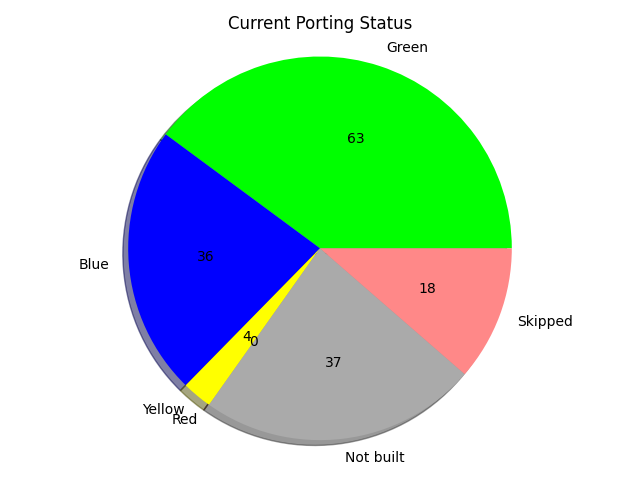 Current Porting Status
Green
63
Blue
36
Yellow
4
Red
0
Not built
37
Skipped
18